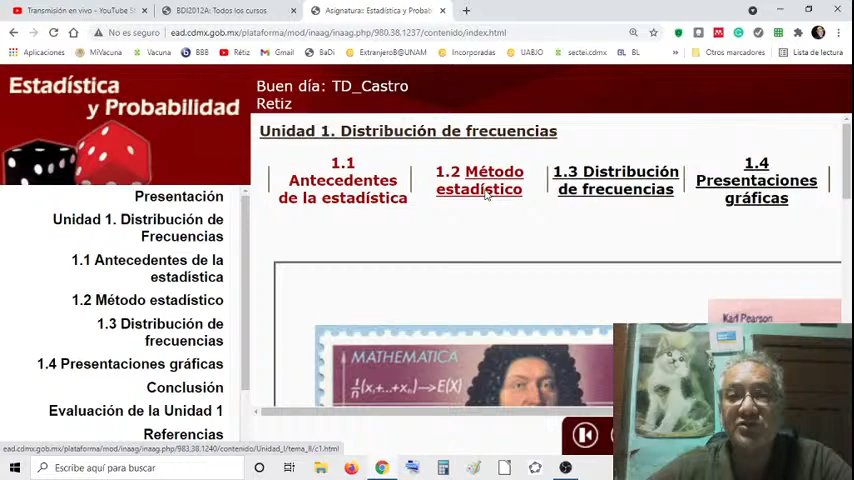 Transmisión en vivo - YouTube S
BDI2012A: Todos los cursos
Asignatura: Estadística y Probab
No es seguro
ead.cdmx.gob.mx/plataforma/mod/inaag/inaag.php/980.38.1237/contenido/index.html
Aplicaciones
MiVacuna
Vacuna
BBB
Rétiz
Gmail
BaDi
ExtranjeroB@UNAM
Incorporadas
UABJO
sectei.cdmx
BL
Otros marcadores
Lista de lectura
Estadística
y Probabilidad
Buen día: TD_Castro
Retiz
Unidad 1. Distribución de frecuencias
1.1
Antecedentes
de la estadística
1.2 Método
estadístico
1.3 Distribución
de frecuencias
1.4
Presentaciones
gráficas
Presentación
Unidad 1. Distribución de
Frecuencias
1.1 Antecedentes de la
estadística
1.2 Método estadístico
1.3 Distribución de
frecuencias
1.4 Presentaciones gráficas
Conclusión
Evaluación de la Unidad 1
Referencias
Karl Pearson
MATHEMATICA
1/n(x₁+...+xₙ)→E(X)
ead.cdmx.gob.mx/plataforma/mod/inaag/inaag.php/983.38.1240/contenido/Unidad_I/tema_II/c1.html
Escribe aquí para buscar